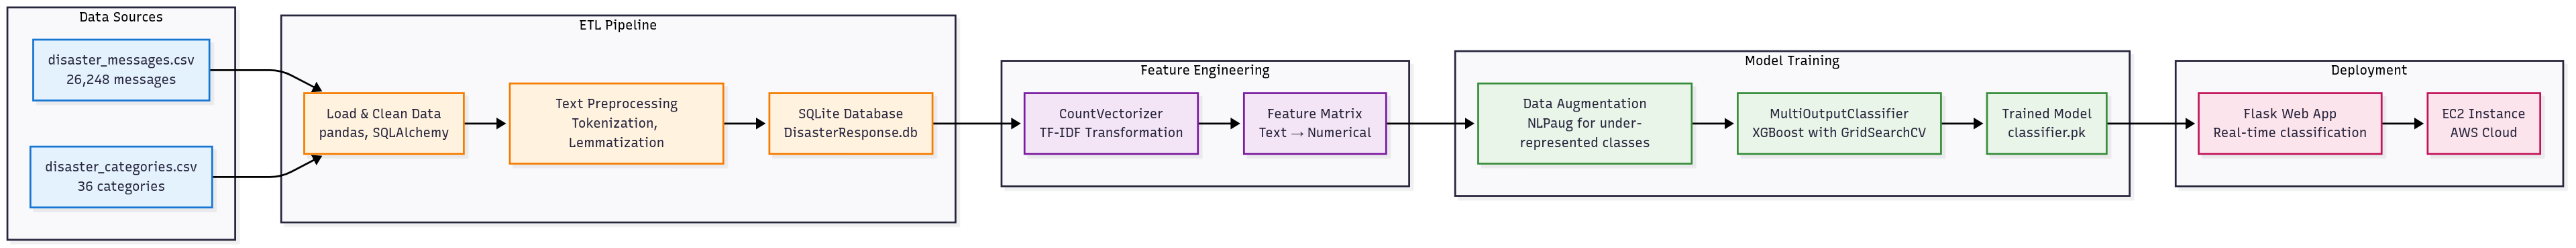 Data Sources
disaster_messages.csv
26,248 messages
disaster_categories.csv
36 categories
ETL Pipeline
Load & Clean Data
pandas, SQLAlchemy
Text Preprocessing
Tokenization,
Lemmatization
SQLite Database
DisasterResponse.db
Feature Engineering
CountVectorizer
TF-IDF Transformation
Feature Matrix
Text → Numerical
Model Training
Data Augmentation
NLPaug for under-
represented classes
MultiOutputClassifier
XGBoost with GridSearchCV
Trained Model
classifier.pk
Deployment
Flask Web App
Real-time classification
EC2 Instance
AWS Cloud